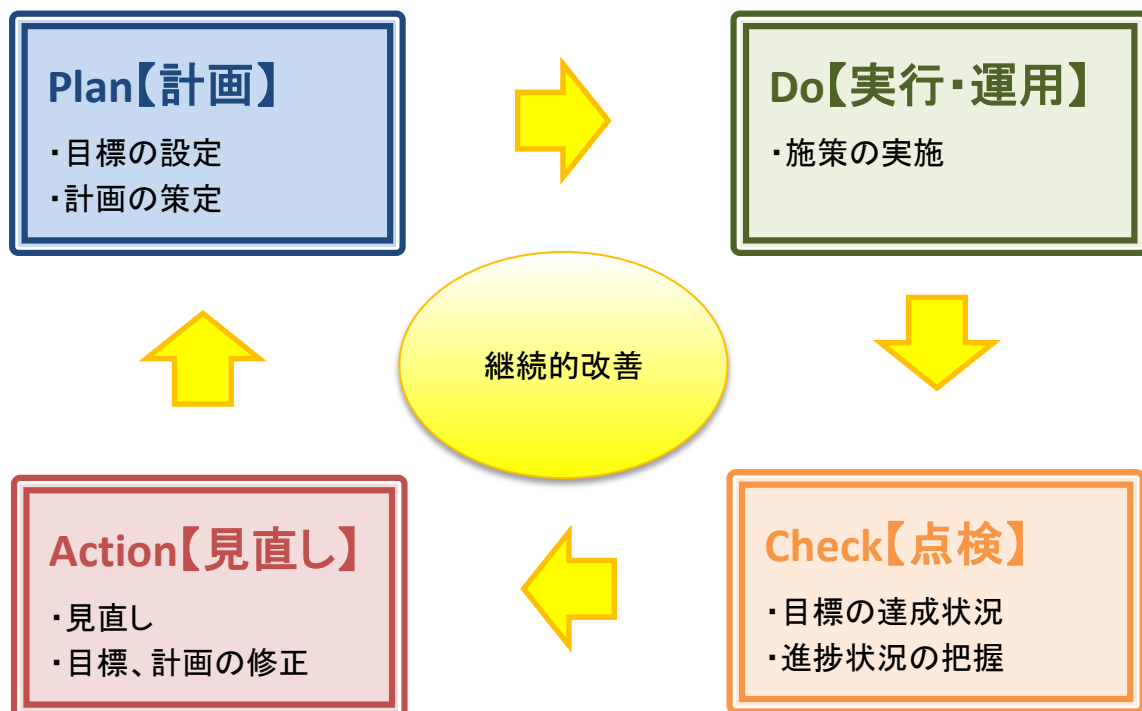 Plan【計画】
・目標の設定
・計画の策定
Do【実行・運用】
・施策の実施
継続的改善
Action【見直し】
・見直し
・目標、計画の修正
Check【点検】
・目標の達成状況
・進捗状況の把握